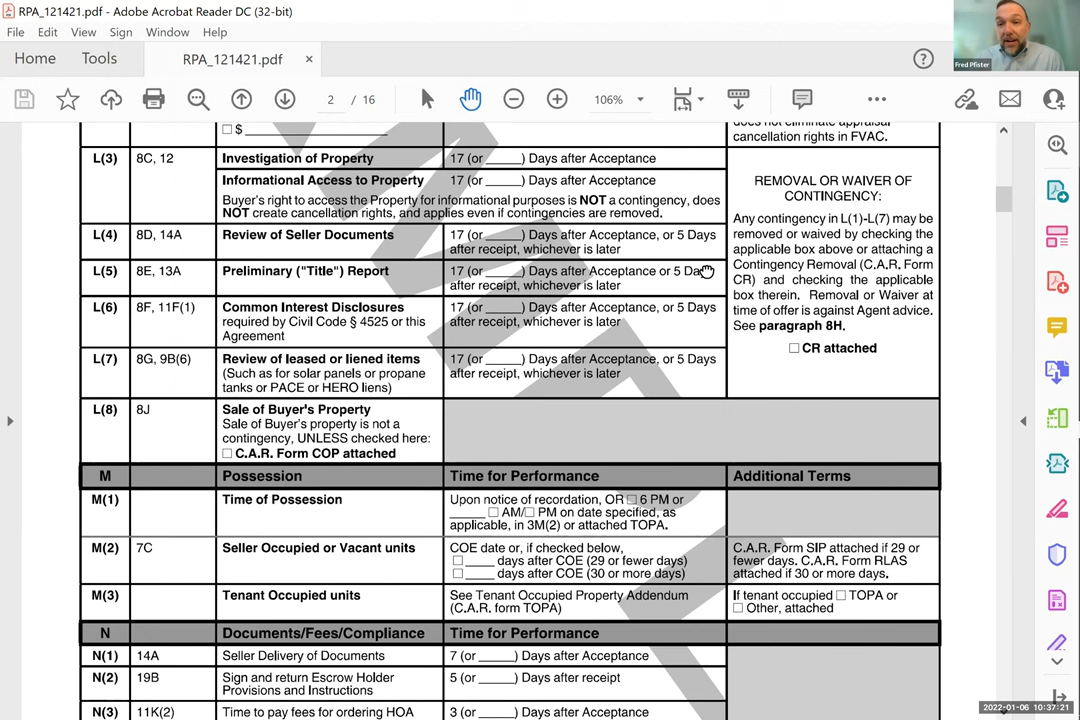 RPA_121421.pdf - Adobe Acrobat Reader DC (32-bit)
File Edit View Sign Window Help
Home Tools RPA_121421.pdf ×
2 / 16 106%
Fred Pfister
☐ $ ________
does not eliminate appraisal
cancellation rights in FVAC.
L(3) 8C, 12 Investigation of Property 17 (or _____) Days after Acceptance
Informational Access to Property 17 (or _____) Days after Acceptance
Buyer's right to access the Property for informational purposes is NOT a contingency, does
NOT create cancellation rights, and applies even if contingencies are removed.
REMOVAL OR WAIVER OF
CONTINGENCY:
Any contingency in L(1)-L(7) may be
removed or waived by checking the
applicable box above or attaching a
Contingency Removal (C.A.R. Form
CR) and checking the applicable
box therein. Removal or Waiver at
time of offer is against Agent advice.
See paragraph 8H.
☐ CR attached
L(4) 8D, 14A Review of Seller Documents 17 (or _____) Days after Acceptance, or 5 Days
after receipt, whichever is later
L(5) 8E, 13A Preliminary ("Title") Report 17 (or _____) Days after Acceptance or 5
after receipt, whichever is later
L(6) 8F, 11F(1) Common Interest Disclosures 17 (or _____) Days after Acceptance, or 5 Days
required by Civil Code § 4525 or this after receipt, whichever is later
Agreement
L(7) 8G, 9B(6) Review of leased or liened items 17 (or _____) Days after Acceptance, or 5 Days
(Such as for solar panels or propane after receipt, whichever is later
tanks or PACE or HERO liens)
L(8) 8J Sale of Buyer's Property
Sale of Buyer's property is not a
contingency, UNLESS checked here:
☐ C.A.R. Form COP attached
M Possession Time for Performance Additional Terms
M(1) Time of Possession Upon notice of recordation, OR ☐ 6 PM or
_____ ☐ AM/☐ PM on date specified, as
applicable, in 3M(2) or attached TOPA.
M(2) 7C Seller Occupied or Vacant units COE date or, if checked below,
☐ ____ days after COE (29 or fewer days)
☐ ____ days after COE (30 or more days)
C.A.R. Form SIP attached if 29 or
fewer days. C.A.R. Form RLAS
attached if 30 or more days.
M(3) Tenant Occupied units See Tenant Occupied Property Addendum
(C.A.R. form TOPA)
If tenant occupied ☐ TOPA or
☐ Other, attached
N Documents/Fees/Compliance Time for Performance
N(1) 14A Seller Delivery of Documents 7 (or _____) Days after Acceptance
N(2) 19B Sign and return Escrow Holder 5 (or _____) Days after receipt
Provisions and Instructions
N(3) 11K(2) Time to pay fees for ordering HOA 3 (or _____) Days after Acceptance
2022-01-06 10:37:21